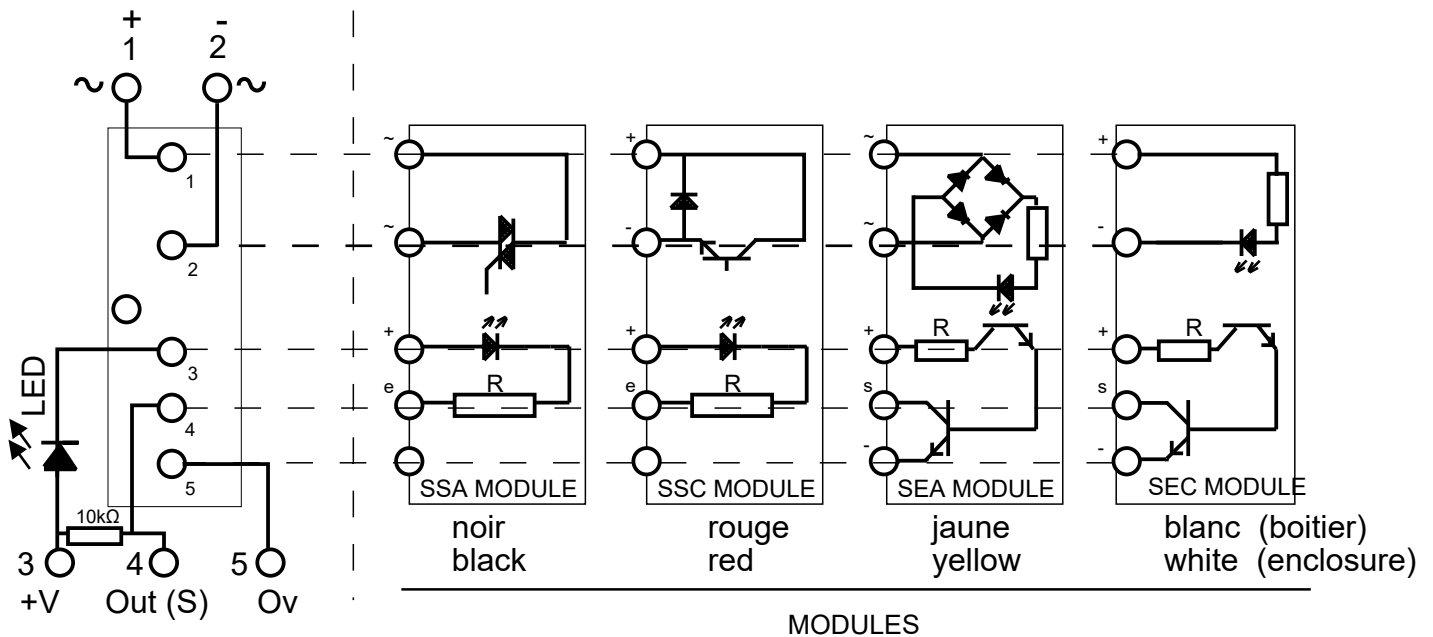 + -
1 2
~ ~
1
2
3
4
5
LED
10kΩ
3 4 5
+V Out (S) Ov
~
~
+
e
R
SSA MODULE
noir
black
+
-
+
e
R
SSC MODULE
rouge
red
~
~
+
s
-
R
SEA MODULE
jaune
yellow
+
-
+
s
-
R
SEC MODULE
blanc (boitier)
white (enclosure)
MODULES